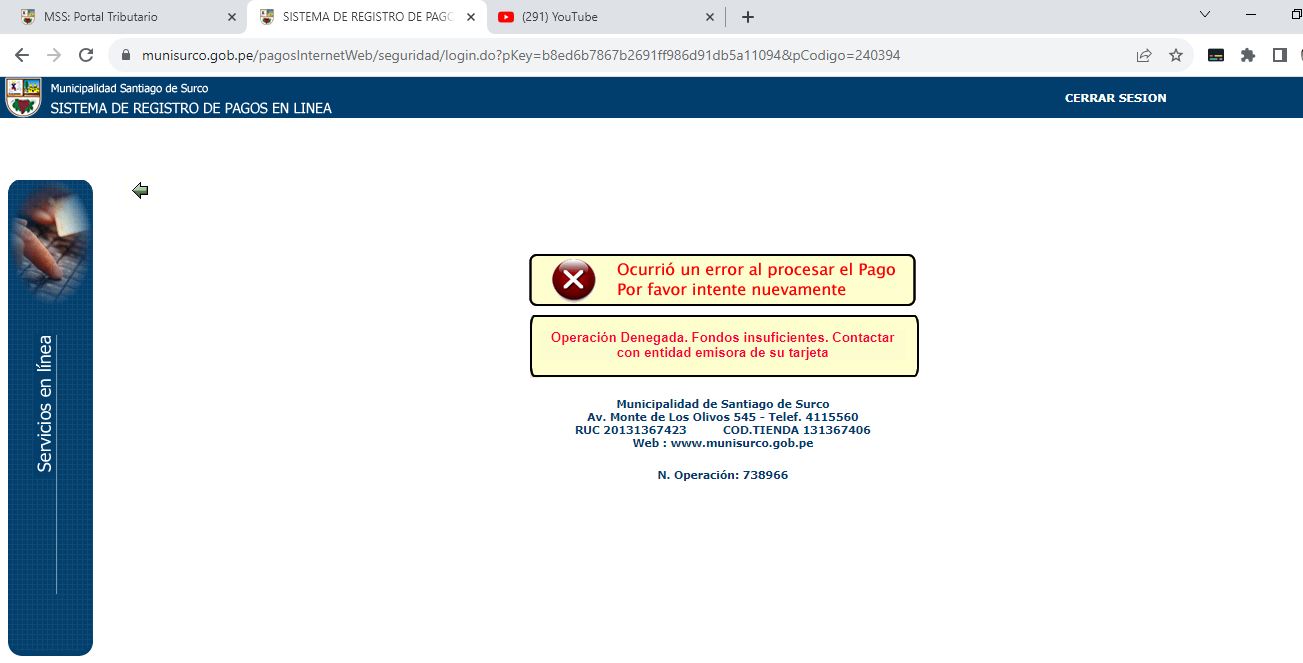 MSS: Portal Tributario
SISTEMA DE REGISTRO DE PAGO
(291) YouTube
munisurco.gob.pe/pagosInternetWeb/seguridad/login.do?pKey=b8ed6b7867b2691ff986d91db5a11094&pCodigo=240394
Municipalidad Santiago de Surco
SISTEMA DE REGISTRO DE PAGOS EN LINEA
CERRAR SESION
Servicios en línea
Ocurrió un error al procesar el Pago
Por favor intente nuevamente
Operación Denegada. Fondos insuficientes. Contactar
con entidad emisora de su tarjeta
Municipalidad de Santiago de Surco
Av. Monte de Los Olivos 545 - Telef. 4115560
RUC 20131367423 COD.TIENDA 131367406
Web : www.munisurco.gob.pe
N. Operación: 738966